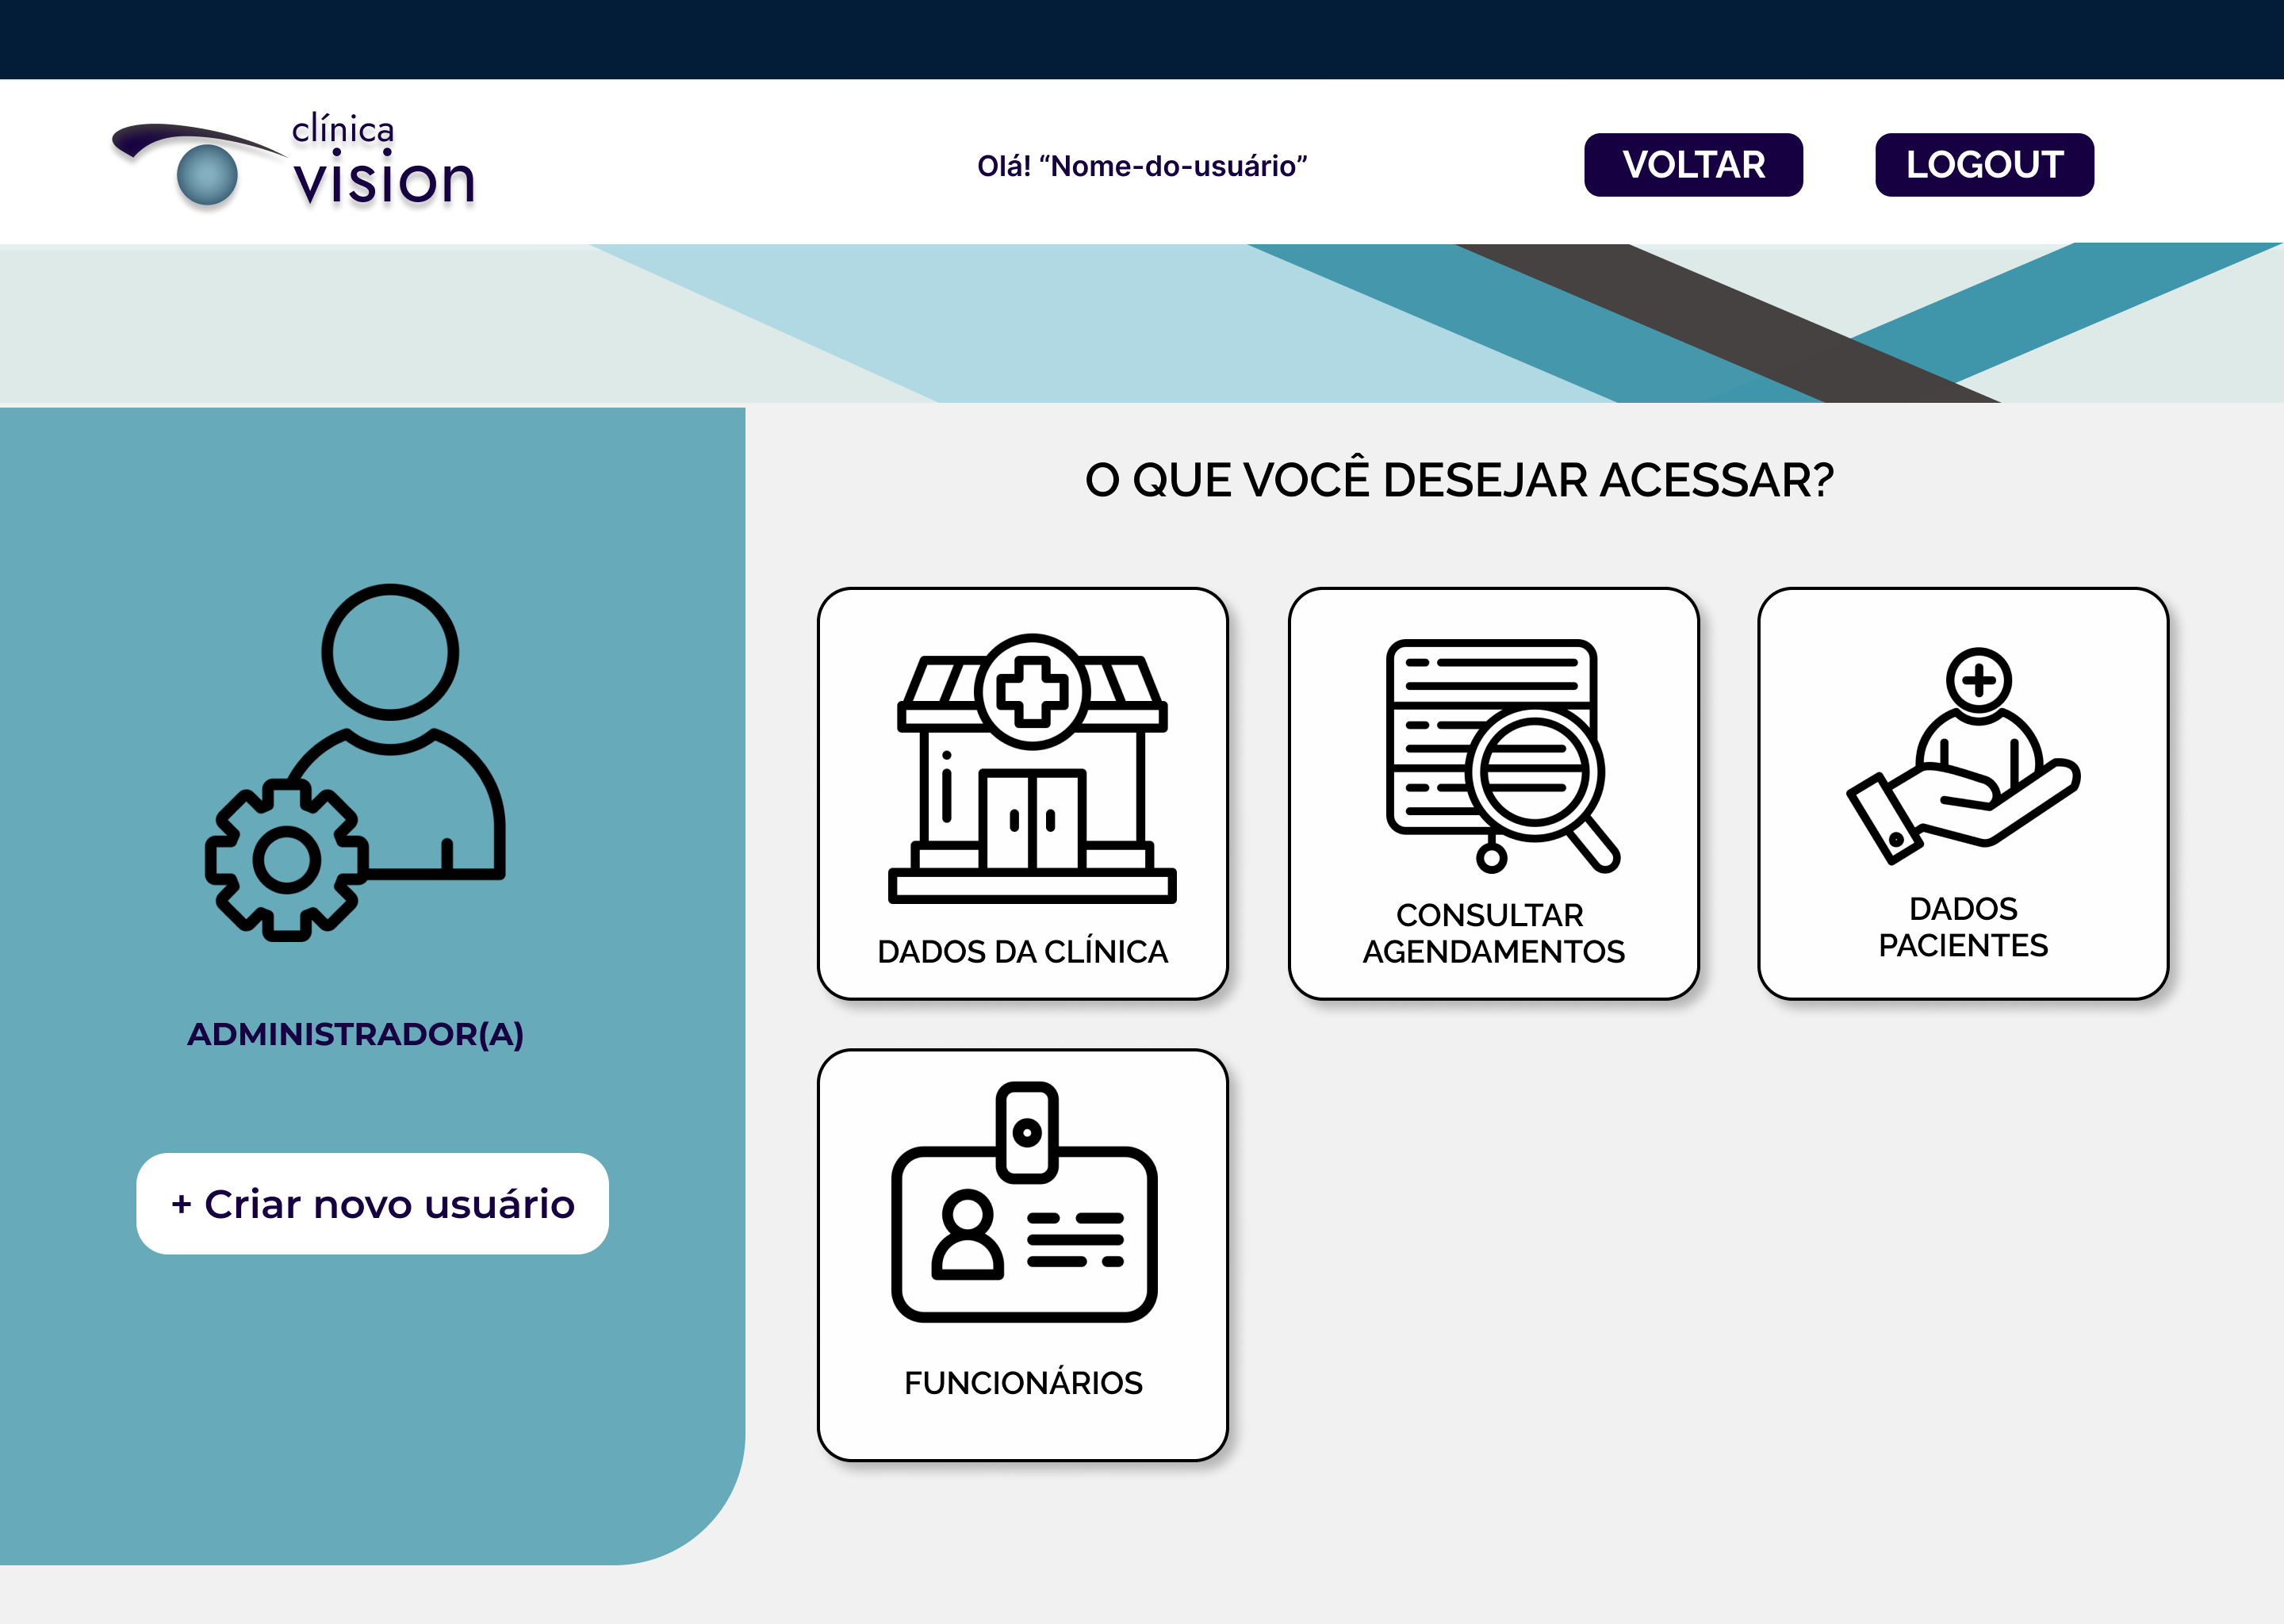 clínica
vision
Olá! “Nome-do-usuário”
VOLTAR
LOGOUT
O QUE VOCÊ DESEJAR ACESSAR?
ADMINISTRADOR(A)
+ Criar novo usuário
DADOS DA CLÍNICA
CONSULTAR
AGENDAMENTOS
DADOS
PACIENTES
FUNCIONÁRIOS